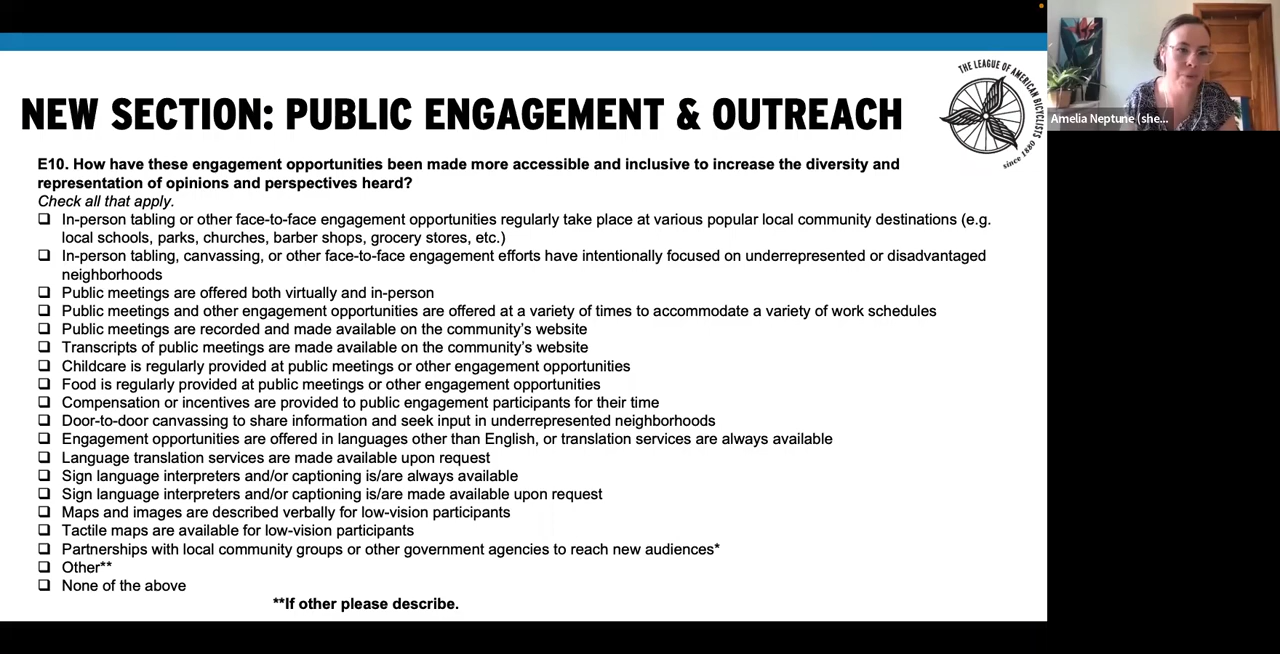 NEW SECTION: PUBLIC ENGAGEMENT & OUTREACH
THE LEAGUE OF AMERICAN BICYCLISTS
since 1880
Amelia Neptune (she...
E10. How have these engagement opportunities been made more accessible and inclusive to increase the diversity and
representation of opinions and perspectives heard?
Check all that apply.
❑ In-person tabling or other face-to-face engagement opportunities regularly take place at various popular local community destinations (e.g.
local schools, parks, churches, barber shops, grocery stores, etc.)
❑ In-person tabling, canvassing, or other face-to-face engagement efforts have intentionally focused on underrepresented or disadvantaged
neighborhoods
❑ Public meetings are offered both virtually and in-person
❑ Public meetings and other engagement opportunities are offered at a variety of times to accommodate a variety of work schedules
❑ Public meetings are recorded and made available on the community’s website
❑ Transcripts of public meetings are made available on the community’s website
❑ Childcare is regularly provided at public meetings or other engagement opportunities
❑ Food is regularly provided at public meetings or other engagement opportunities
❑ Compensation or incentives are provided to public engagement participants for their time
❑ Door-to-door canvassing to share information and seek input in underrepresented neighborhoods
❑ Engagement opportunities are offered in languages other than English, or translation services are always available
❑ Language translation services are made available upon request
❑ Sign language interpreters and/or captioning is/are always available
❑ Sign language interpreters and/or captioning is/are made available upon request
❑ Maps and images are described verbally for low-vision participants
❑ Tactile maps are available for low-vision participants
❑ Partnerships with local community groups or other government agencies to reach new audiences*
❑ Other**
❑ None of the above
**If other please describe.